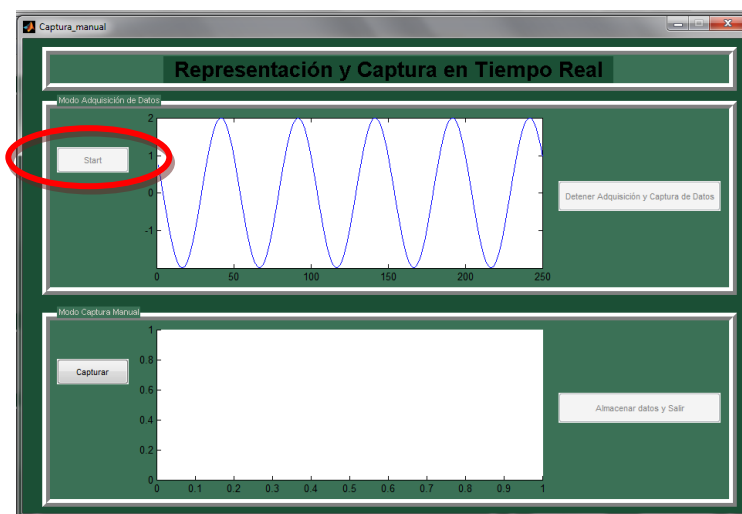 Captura_manual
Representación y Captura en Tiempo Real
Modo Adquisición de Datos
Start
2
1
0
-1
0 50 100 150 200 250
Detener Adquisición y Captura de Datos
Modo Captura Manual
Capturar
1
0.8
0.6
0.4
0.2
0
0 0.1 0.2 0.3 0.4 0.5 0.6 0.7 0.8 0.9 1
Almacenar datos y Salir